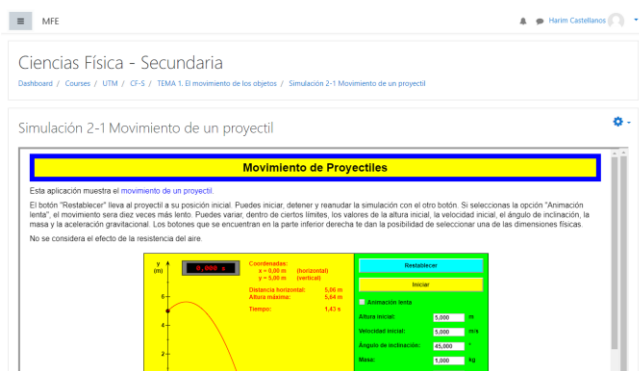 MFE
Harim Castellanos
Ciencias Física - Secundaria
Dashboard / Courses / UTM / CF-S / TEMA 1. El movimiento de los objetos / Simulación 2-1 Movimiento de un proyectil
Simulación 2-1 Movimiento de un proyectil
Movimiento de Proyectiles
Esta aplicación muestra el movimiento de un proyectil.
El botón "Restablecer" lleva al proyectil a su posición inicial. Puedes iniciar, detener y reanudar la simulación con el otro botón. Si seleccionas la opción "Animación
lenta", el movimiento sera diez veces más lento. Puedes variar, dentro de ciertos límites, los valores de la altura inicial, la velocidad inicial, el ángulo de inclinación, la
masa y la aceleración gravitacional. Los botones que se encuentran en la parte inferior derecha te dan la posibilidad de seleccionar una de las dimensiones físicas
No se considera el efecto de la resistencia del aire.
y
(m)
0,000 s
6
4
2
Coordenadas:
x = 0,00 m (horizontal)
y = 5,00 m (vertical)
Distancia horizontal: 5,06 m
Altura máxima: 5,64 m
Tiempo: 1,43 s
Restablecer
Iniciar
Animación lenta
Altura inicial: 5,000 m
Velocidad inicial: 5,000 m/s
Ángulo de inclinación: 45,000 °
Masa: 1,000 kg